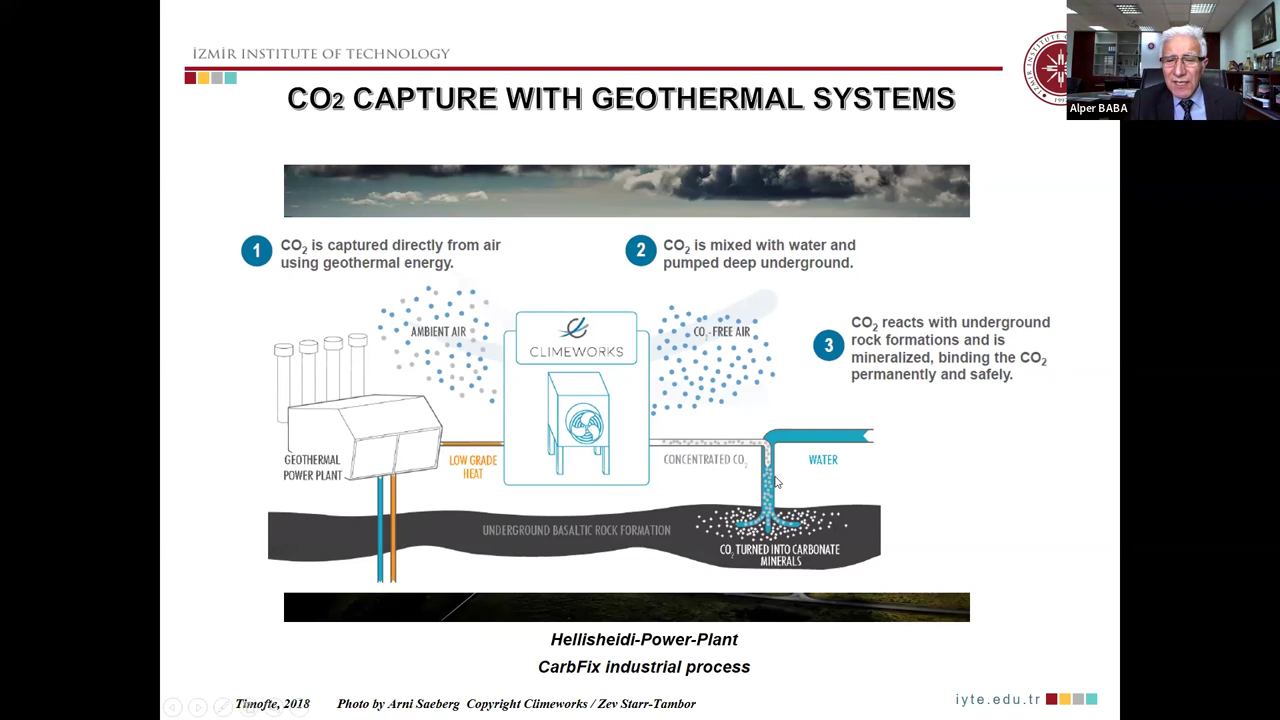 İZMİR INSTITUTE OF TECHNOLOGY
Alper BABA
CO2 CAPTURE WITH GEOTHERMAL SYSTEMS
1
CO2 is captured directly from air
using geothermal energy.
2
CO2 is mixed with water and
pumped deep underground.
AMBIENT AIR
CLIMEWORKS
CO2-FREE AIR
3
CO2 reacts with underground
rock formations and is
mineralized, binding the CO2
permanently and safely.
GEOTHERMAL
POWER PLANT
LOW GRADE
HEAT
CONCENTRATED CO2
WATER
UNDERGROUND BASALTIC ROCK FORMATION
CO2 TURNED INTO CARBONATE
MINERALS
Hellisheidi-Power-Plant
CarbFix industrial process
Timofte, 2018 Photo by Arni Saeberg Copyright Climeworks / Zev Starr-Tambor
iyte.edu.tr